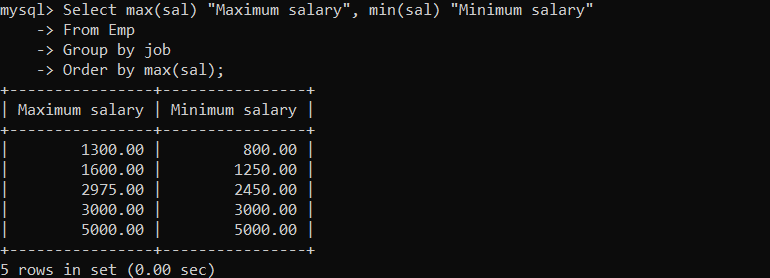 mysql> Select max(sal) "Maximum salary", min(sal) "Minimum salary"
    -> From Emp
    -> Group by job
    -> Order by max(sal);
+----------------+----------------+
| Maximum salary | Minimum salary |
+----------------+----------------+
|        1300.00 |         800.00 |
|        1600.00 |        1250.00 |
|        2975.00 |        2450.00 |
|        3000.00 |        3000.00 |
|        5000.00 |        5000.00 |
+----------------+----------------+
5 rows in set (0.00 sec)